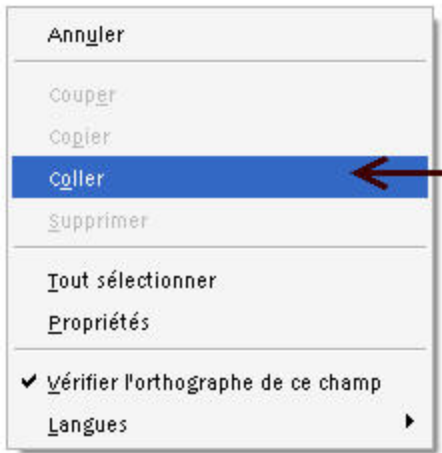 Annuler
Couper
Copier
Coller
Supprimer
Tout sélectionner
Propriétés
Vérifier l'orthographe de ce champ
Langues